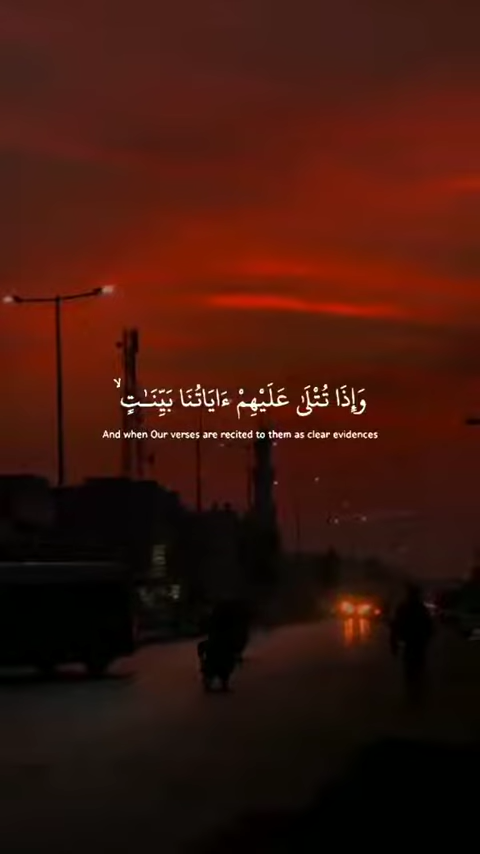 وَإِذَا تُتْلَىٰ عَلَيْهِمْ ءَايَاتُنَا بَيِّنَـٰتٍ ۙ
And when Our verses are recited to them as clear evidences